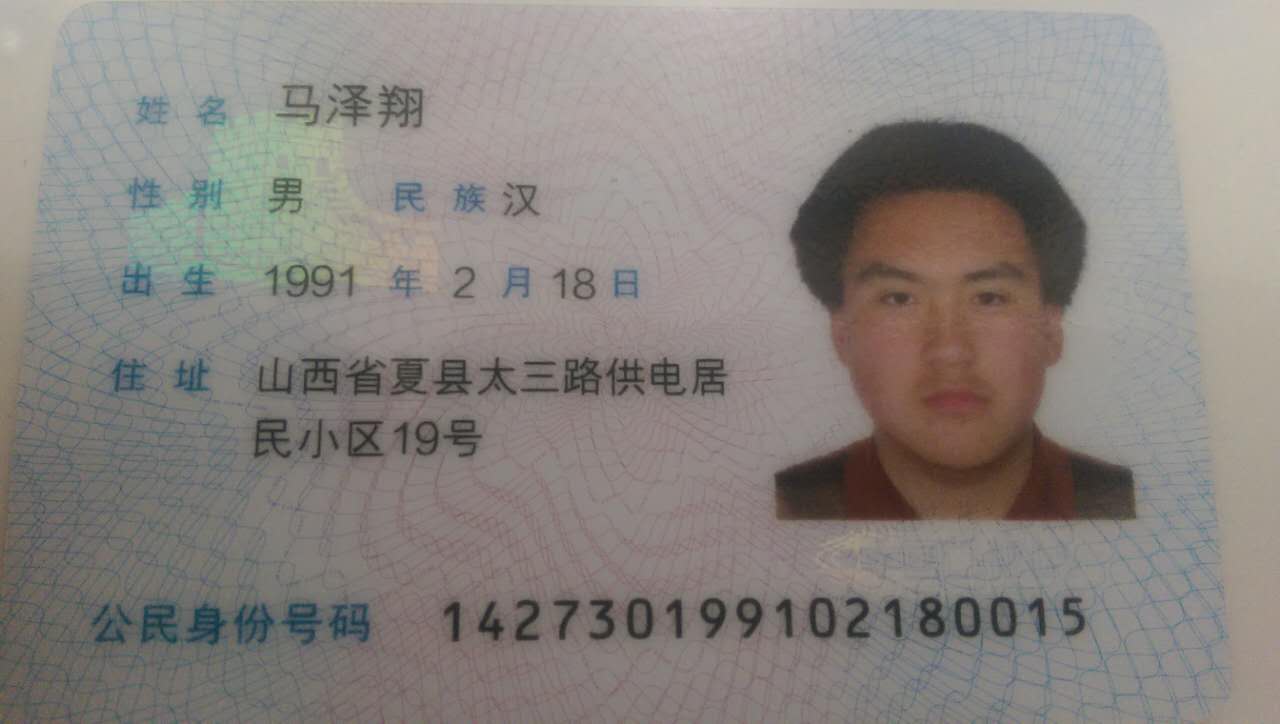 姓名 马泽翔
性别 男 民族 汉
出生 1991 年 2 月 18 日
住址 山西省夏县太三路供电居
民小区19号
公民身份号码 142730199102180015